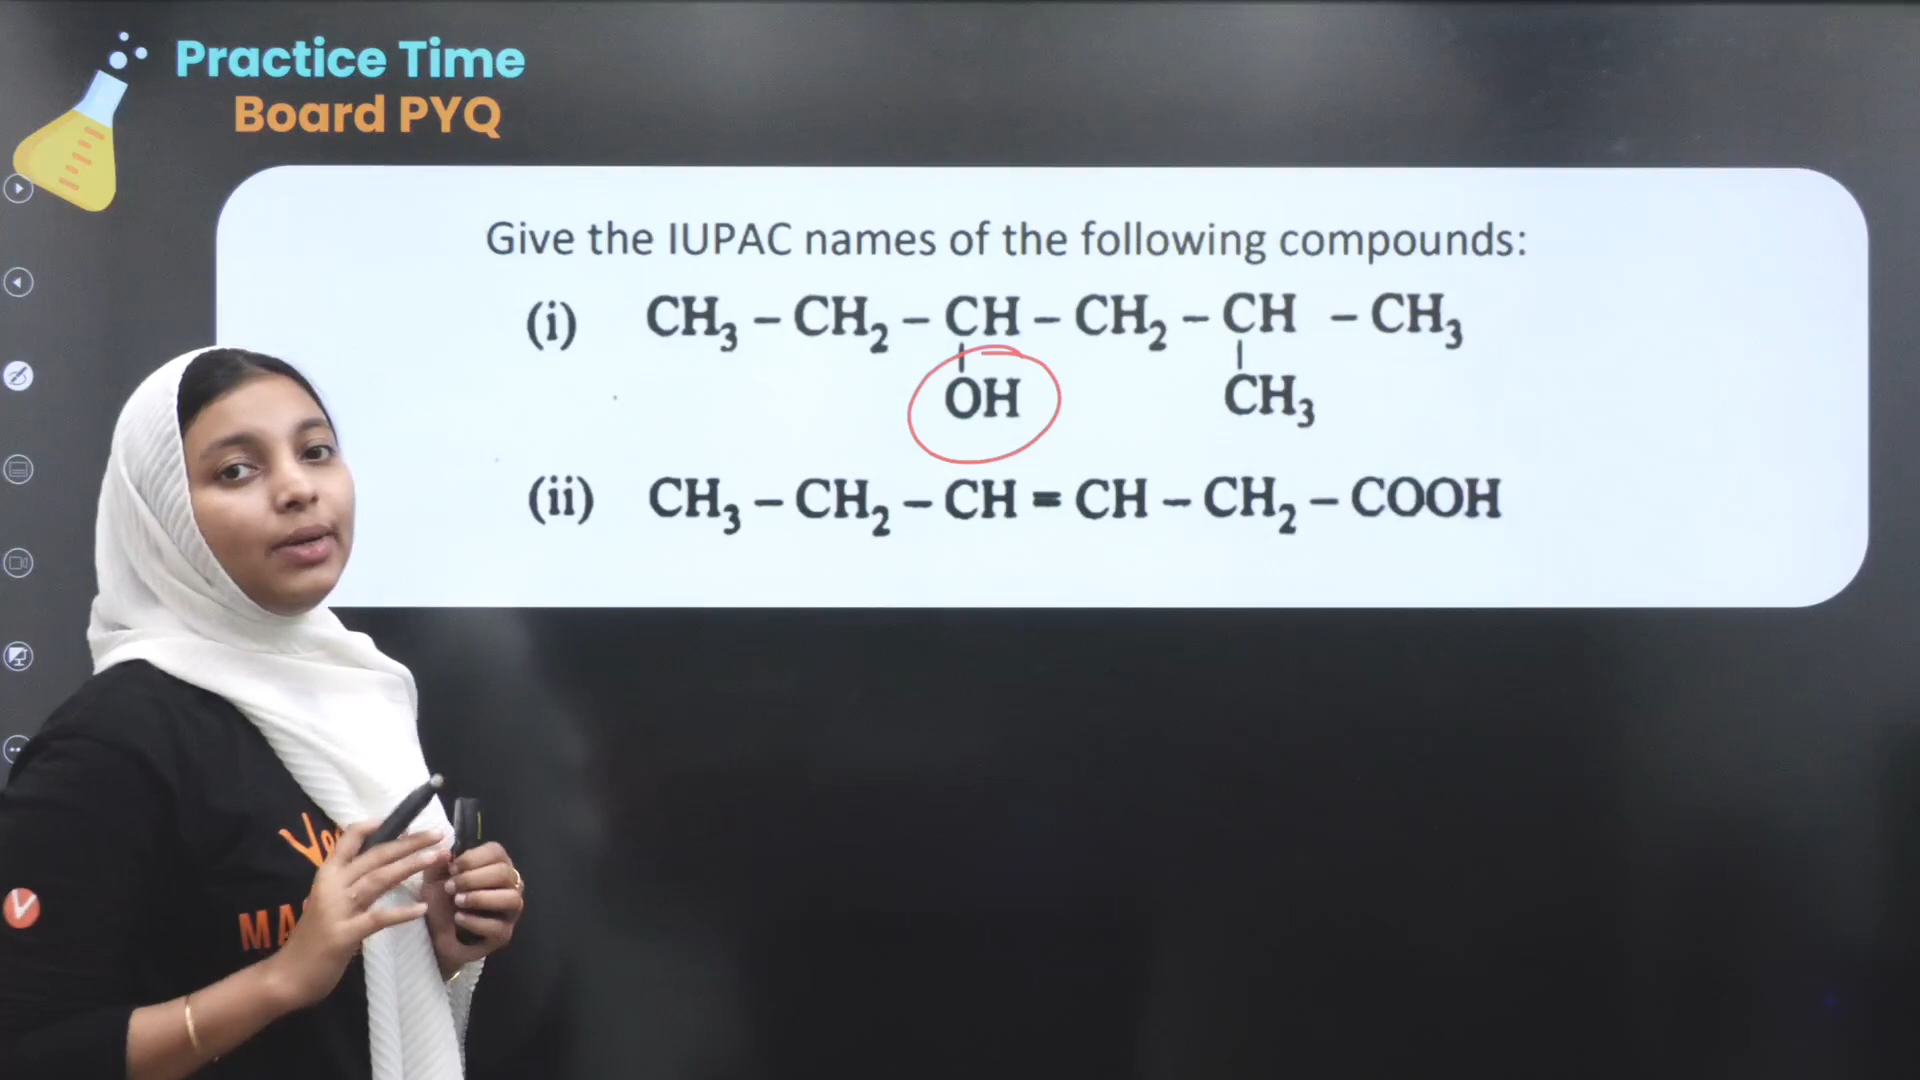 Practice Time
Board PYQ
Give the IUPAC names of the following compounds:
(i) CH₃ – CH₂ – CH – CH₂ – CH – CH₃
OH CH₃
(ii) CH₃ – CH₂ – CH = CH – CH₂ – COOH